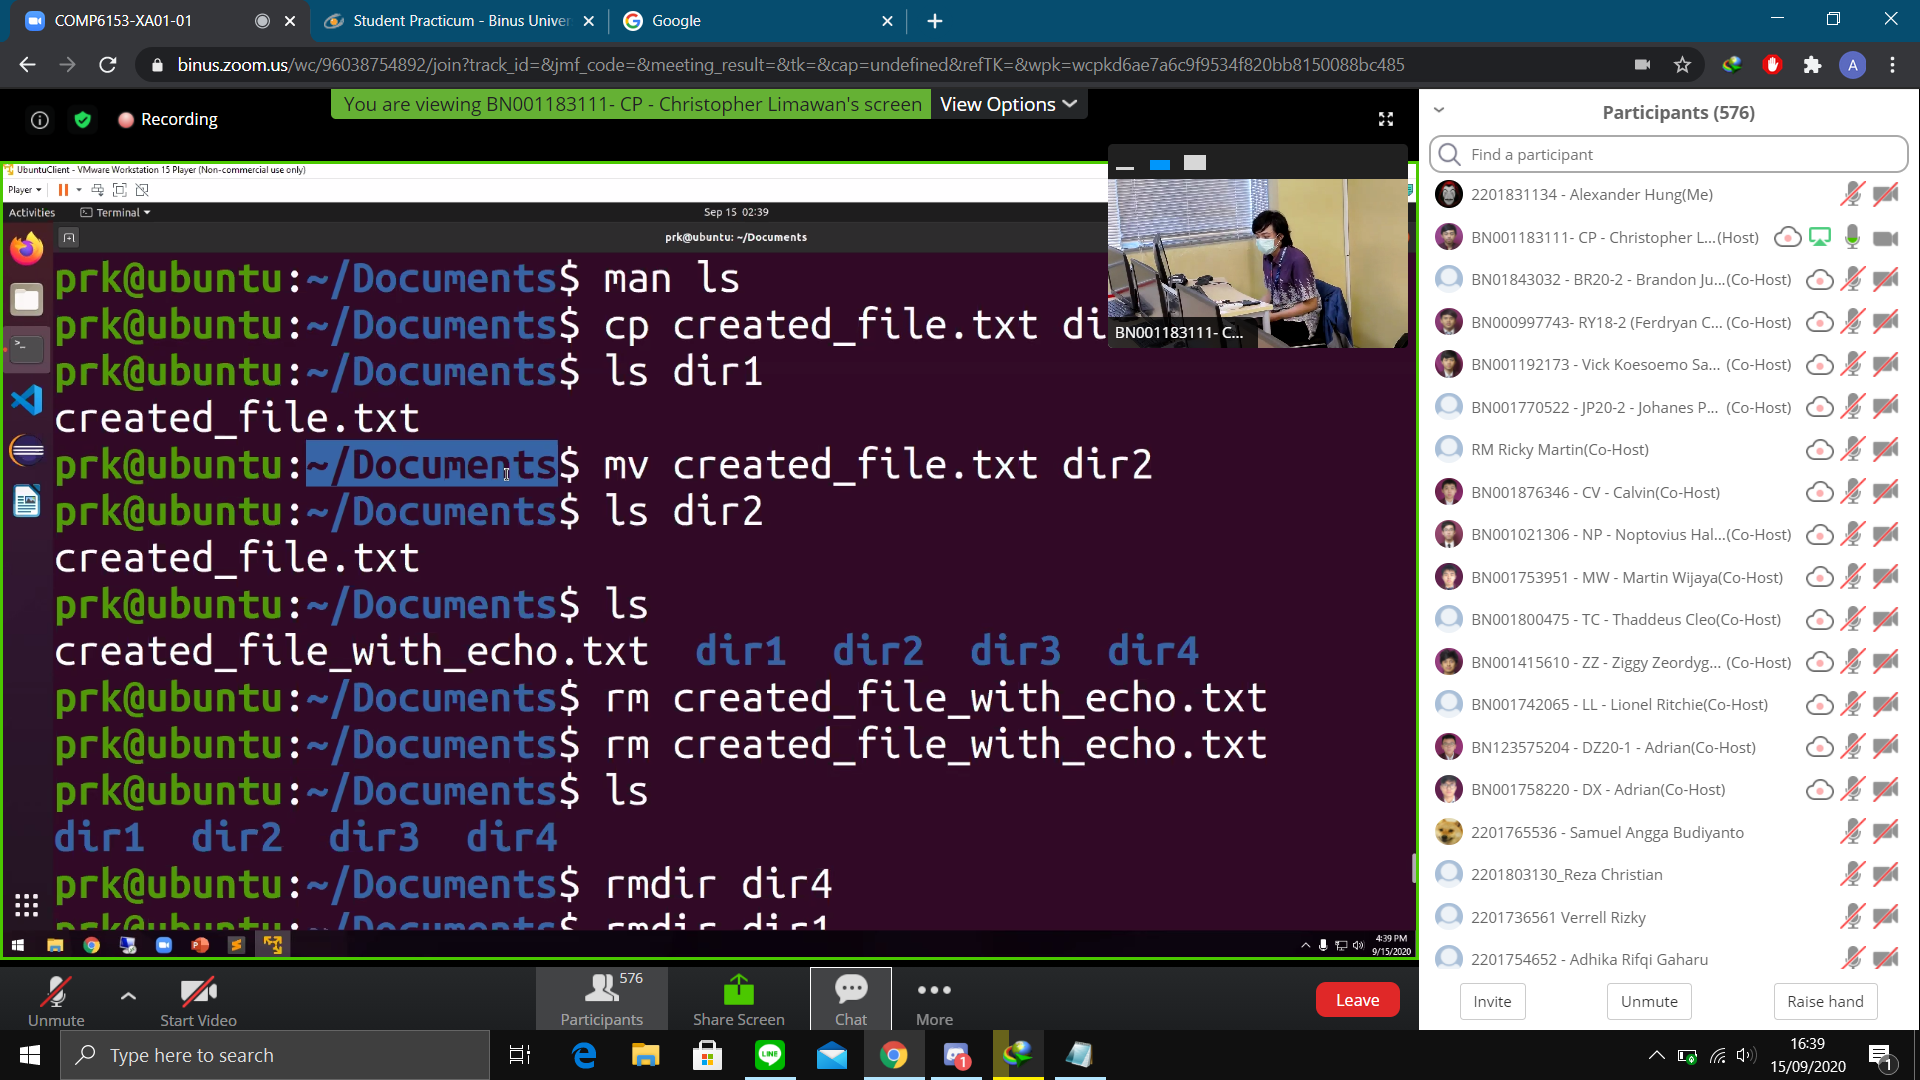 COMP6153-XA01-01
Student Practicum - Binus Univer
Google
binus.zoom.us/wc/96038754892/join?track_id=&jmf_code=&meeting_result=&tk=&cap=undefined&refTK=&wpk=wcpkd6ae7a6c9f9534f820bb8150088bc485
A
Recording
You are viewing BN001183111- CP - Christopher Limawan's screen
View Options
UbuntuClient - VMware Workstation 15 Player (Non-commercial use only)
Player
Activities
Terminal
Sep 15 02:39
prk@ubuntu: ~/Documents
prk@ubuntu:~/Documents$ man ls
prk@ubuntu:~/Documents$ cp created_file.txt di
prk@ubuntu:~/Documents$ ls dir1
created_file.txt
prk@ubuntu:~/Documents$ mv created_file.txt dir2
prk@ubuntu:~/Documents$ ls dir2
created_file.txt
prk@ubuntu:~/Documents$ ls
created_file_with_echo.txt dir1 dir2 dir3 dir4
prk@ubuntu:~/Documents$ rm created_file_with_echo.txt
prk@ubuntu:~/Documents$ rm created_file_with_echo.txt
prk@ubuntu:~/Documents$ ls
dir1 dir2 dir3 dir4
prk@ubuntu:~/Documents$ rmdir dir4
prk@ubuntu:~/Documents$ rmdir dir1
BN001183111- C...
4:39 PM
9/15/2020
Participants (576)
Find a participant
2201831134 - Alexander Hung(Me)
BN001183111- CP - Christopher L...(Host)
BN01843032 - BR20-2 - Brandon Ju...(Co-Host)
BN000997743- RY18-2 (Ferdryan C... (Co-Host)
BN001192173 - Vick Koesoemo Sa... (Co-Host)
BN001770522 - JP20-2 - Johanes P... (Co-Host)
RM Ricky Martin(Co-Host)
BN001876346 - CV - Calvin(Co-Host)
BN001021306 - NP - Noptovius Hal...(Co-Host)
BN001753951 - MW - Martin Wijaya(Co-Host)
BN001800475 - TC - Thaddeus Cleo(Co-Host)
BN001415610 - ZZ - Ziggy Zeordyg... (Co-Host)
BN001742065 - LL - Lionel Ritchie(Co-Host)
BN123575204 - DZ20-1 - Adrian(Co-Host)
BN001758220 - DX - Adrian(Co-Host)
2201765536 - Samuel Angga Budiyanto
2201803130_Reza Christian
2201736561 Verrell Rizky
2201754652 - Adhika Rifqi Gaharu
Invite
Unmute
Raise hand
Unmute
Start Video
576
Participants
Share Screen
Chat
More
Leave
Type here to search
LINE
1
16:39
15/09/2020
1